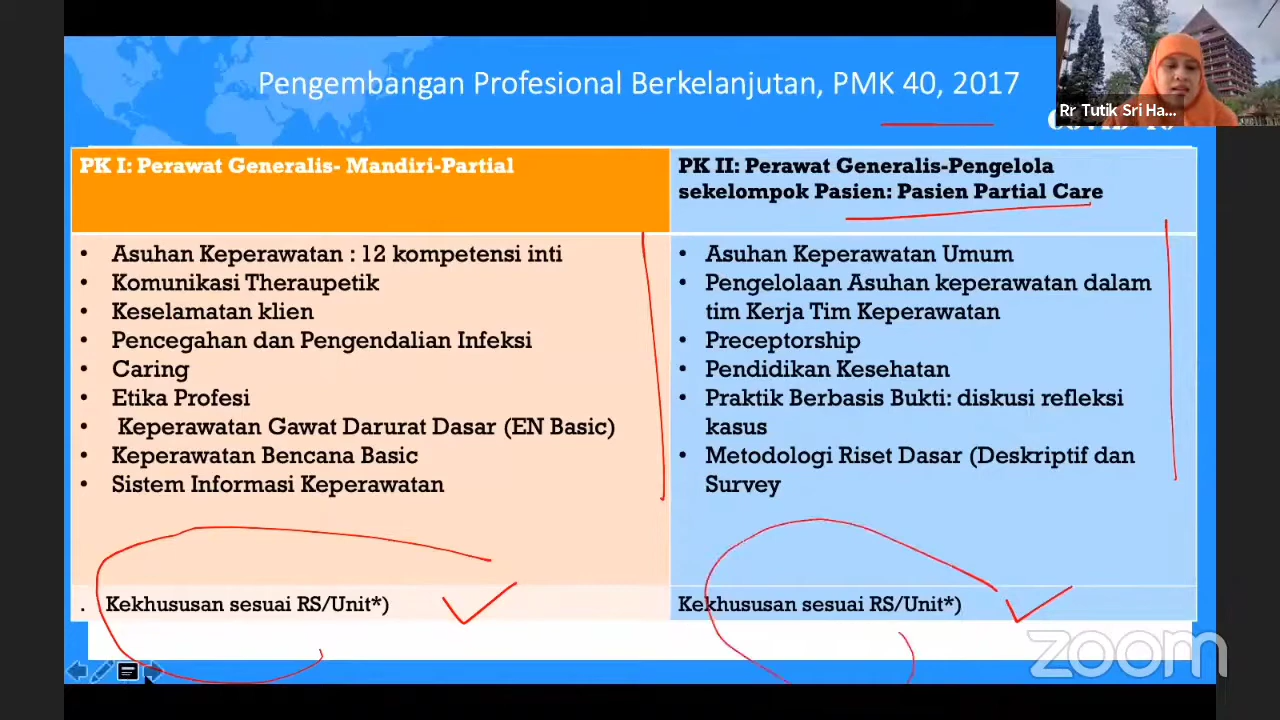 Pengembangan Profesional Berkelanjutan, PMK 40, 2017
Rr Tutik Sri Ha...
PK I: Perawat Generalis- Mandiri-Partial
PK II: Perawat Generalis-Pengelola
sekelompok Pasien: Pasien Partial Care
• Asuhan Keperawatan : 12 kompetensi inti
• Komunikasi Theraupetik
• Keselamatan klien
• Pencegahan dan Pengendalian Infeksi
• Caring
• Etika Profesi
• Keperawatan Gawat Darurat Dasar (EN Basic)
• Keperawatan Bencana Basic
• Sistem Informasi Keperawatan
• Asuhan Keperawatan Umum
• Pengelolaan Asuhan keperawatan dalam
tim Kerja Tim Keperawatan
• Preceptorship
• Pendidikan Kesehatan
• Praktik Berbasis Bukti: diskusi refleksi
kasus
• Metodologi Riset Dasar (Deskriptif dan
Survey
. Kekhususan sesuai RS/Unit*)
Kekhususan sesuai RS/Unit*)
zoom